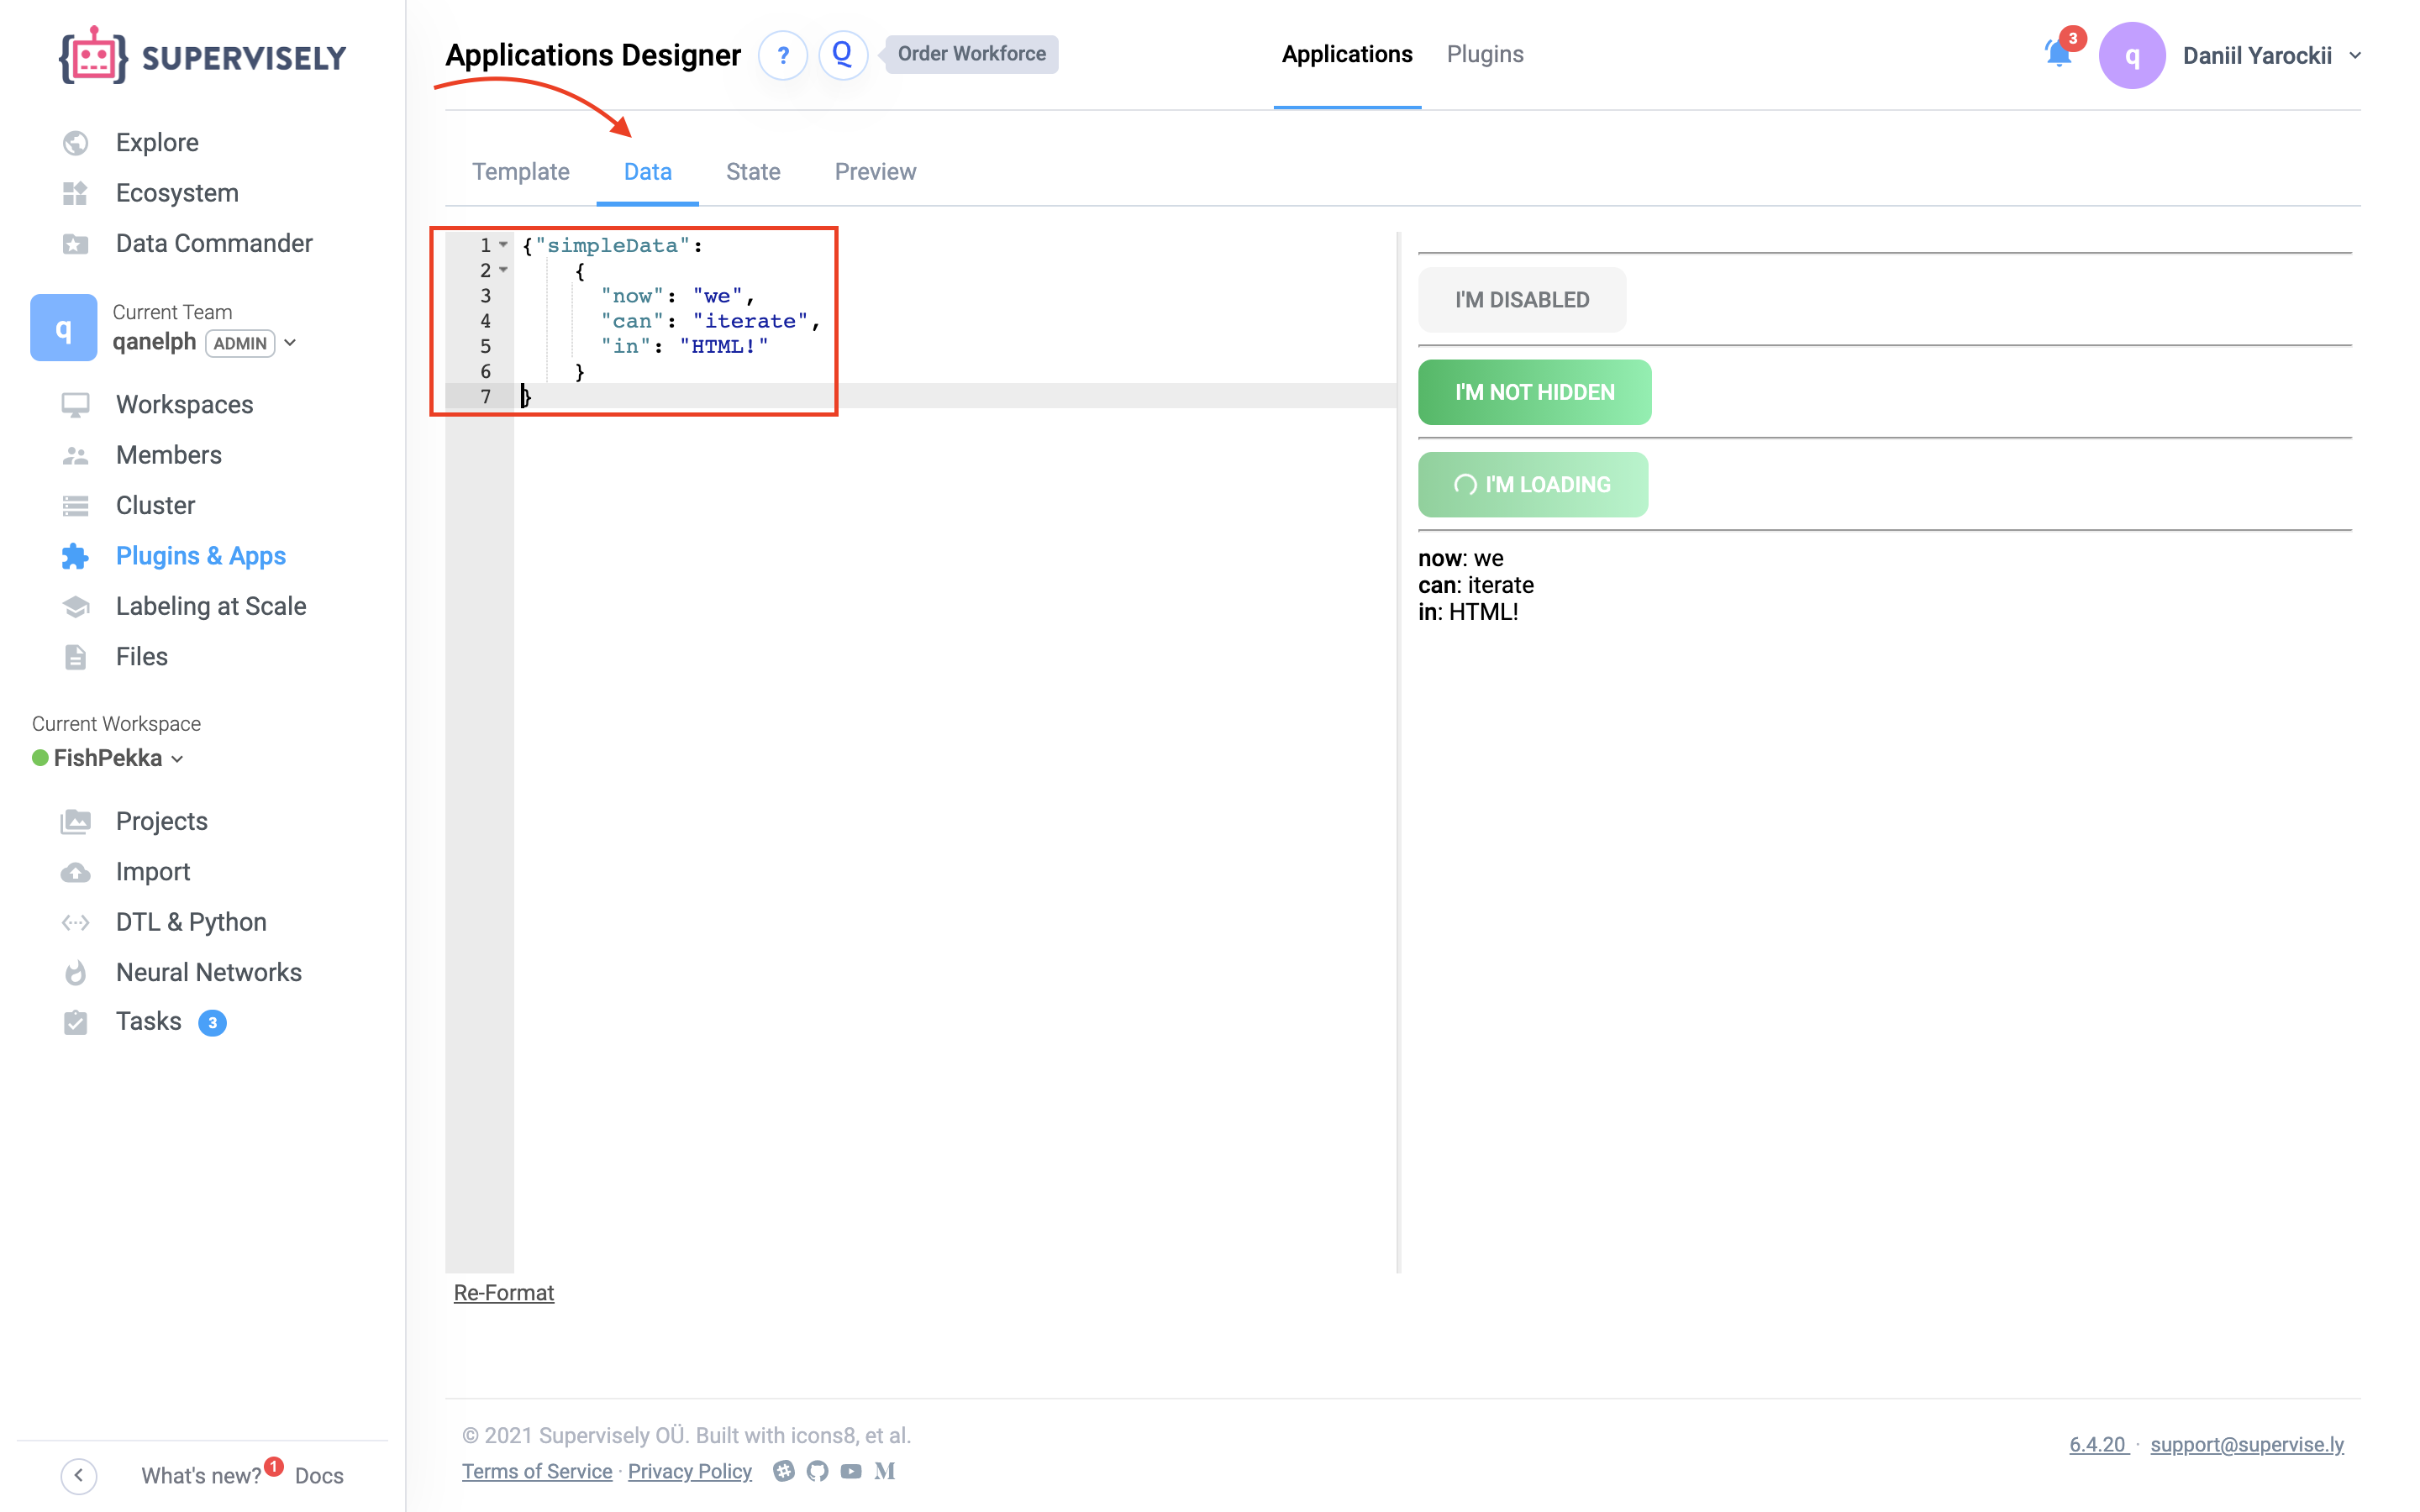 SUPERVISELY
Explore
Ecosystem
Data Commander
q
Current Team
qanelph ADMIN
Workspaces
Members
Cluster
Plugins & Apps
Labeling at Scale
Files
Current Workspace
FishPekka
Projects
Import
DTL & Python
Neural Networks
Tasks 3
What's new? 1 Docs
Applications Designer ? Q Order Workforce
Applications Plugins
3 q Daniil Yarockii
Template Data State Preview
1 {"simpleData":
2 {
3 "now": "we",
4 "can": "iterate",
5 "in": "HTML!"
6 }
7 }
Re-Format
I'M DISABLED
I'M NOT HIDDEN
I'M LOADING
now: we
can: iterate
in: HTML!
© 2021 Supervisely OÜ. Built with icons8, et al.
Terms of Service · Privacy Policy M
6.4.20 · support@supervise.ly